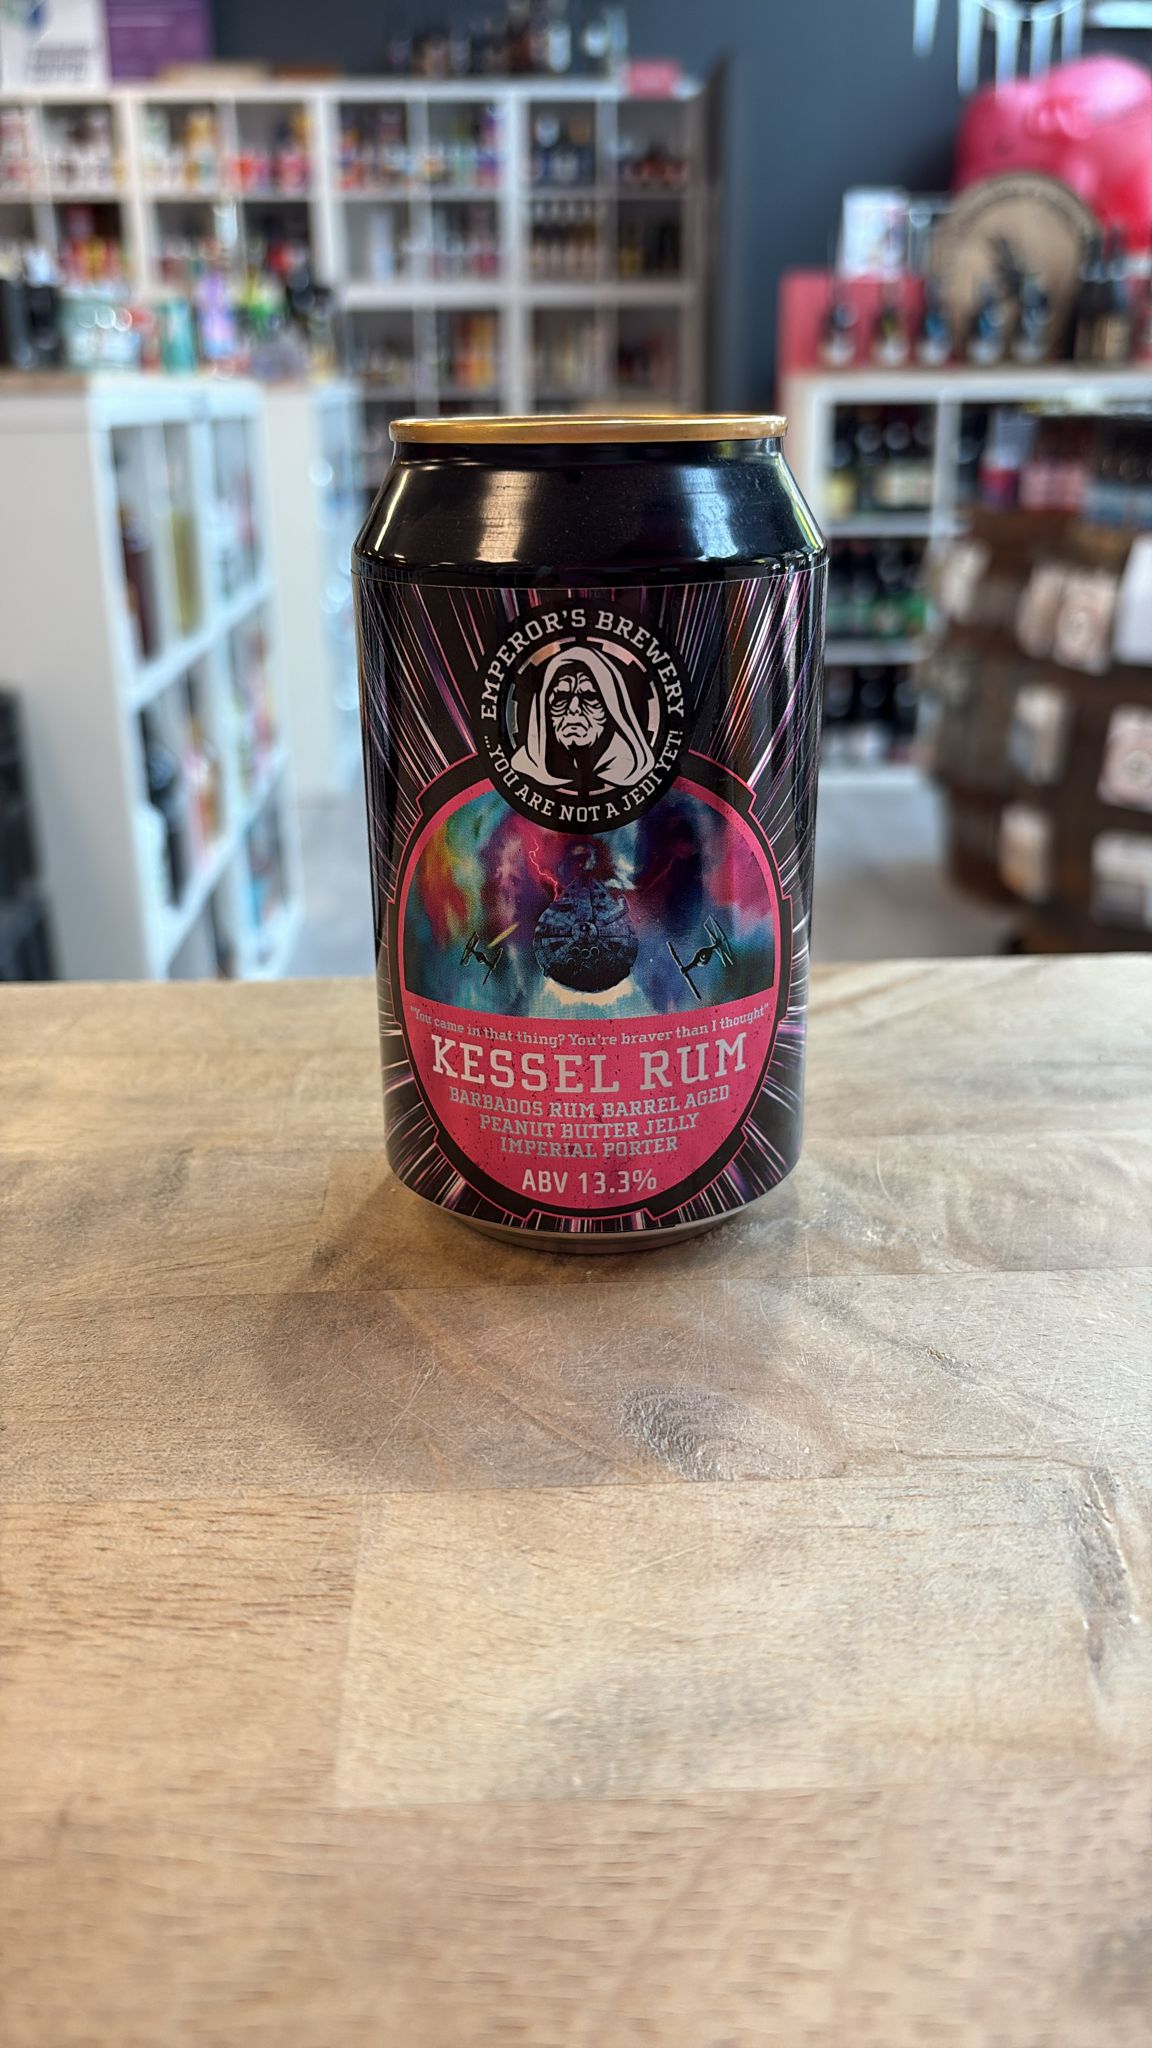 EMPEROR'S BREWERY
...YOU ARE NOT A JEDI YET!
"You came in that thing? You're braver than I thought"
KESSEL RUM
BARBADOS RUM BARREL AGED
PEANUT BUTTER JELLY
IMPERIAL PORTER
ABV 13.3%